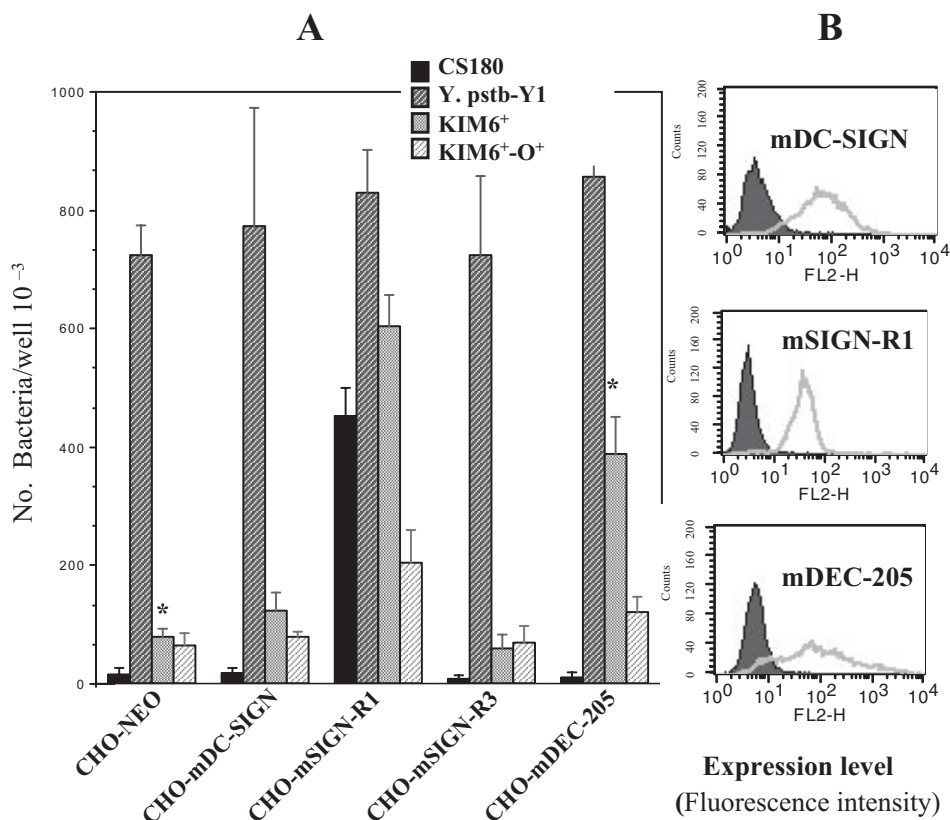 A
B
CS180
Y. pstb-Y1
KIM6⁺
KIM6⁺-O⁺
No. Bacteria/well 10⁻³
1000
800
600
400
200
0
*
*
CHO-NEO
CHO-mDC-SIGN
CHO-mSIGN-R1
CHO-mSIGN-R3
CHO-mDEC-205
mDC-SIGN
Counts
200
160
120
80
40
0
10⁰ 10¹ 10² 10³ 10⁴
FL2-H
mSIGN-R1
Counts
200
160
120
80
40
0
10⁰ 10¹ 10² 10³ 10⁴
FL2-H
mDEC-205
Counts
200
160
120
80
40
0
10⁰ 10¹ 10² 10³ 10⁴
FL2-H
Expression level
(Fluorescence intensity)